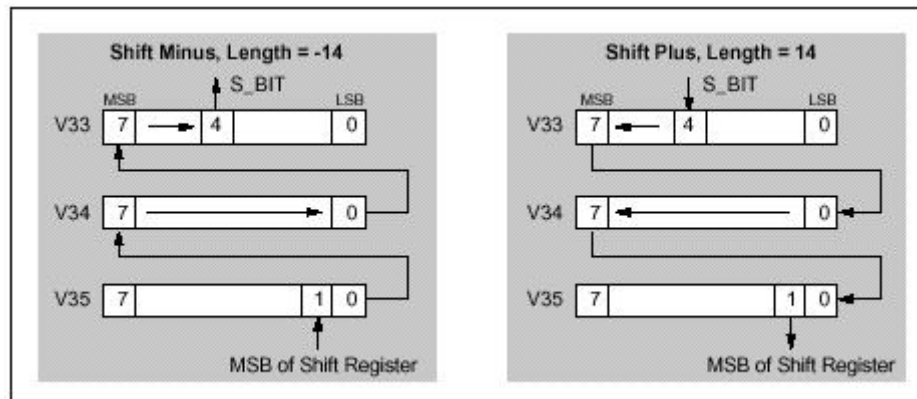 Shift Minus, Length = -14
S_BIT
MSB
LSB
V33
7
4
0
V34
7
0
V35
7
1
0
MSB of Shift Register
Shift Plus, Length = 14
S_BIT
MSB
LSB
V33
7
4
0
V34
7
0
V35
7
1
0
MSB of Shift Register